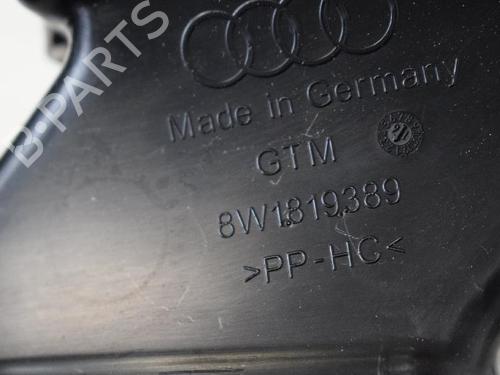 B-PARTS
Made in Germany
GTM
8W1819389
>PP-HC<